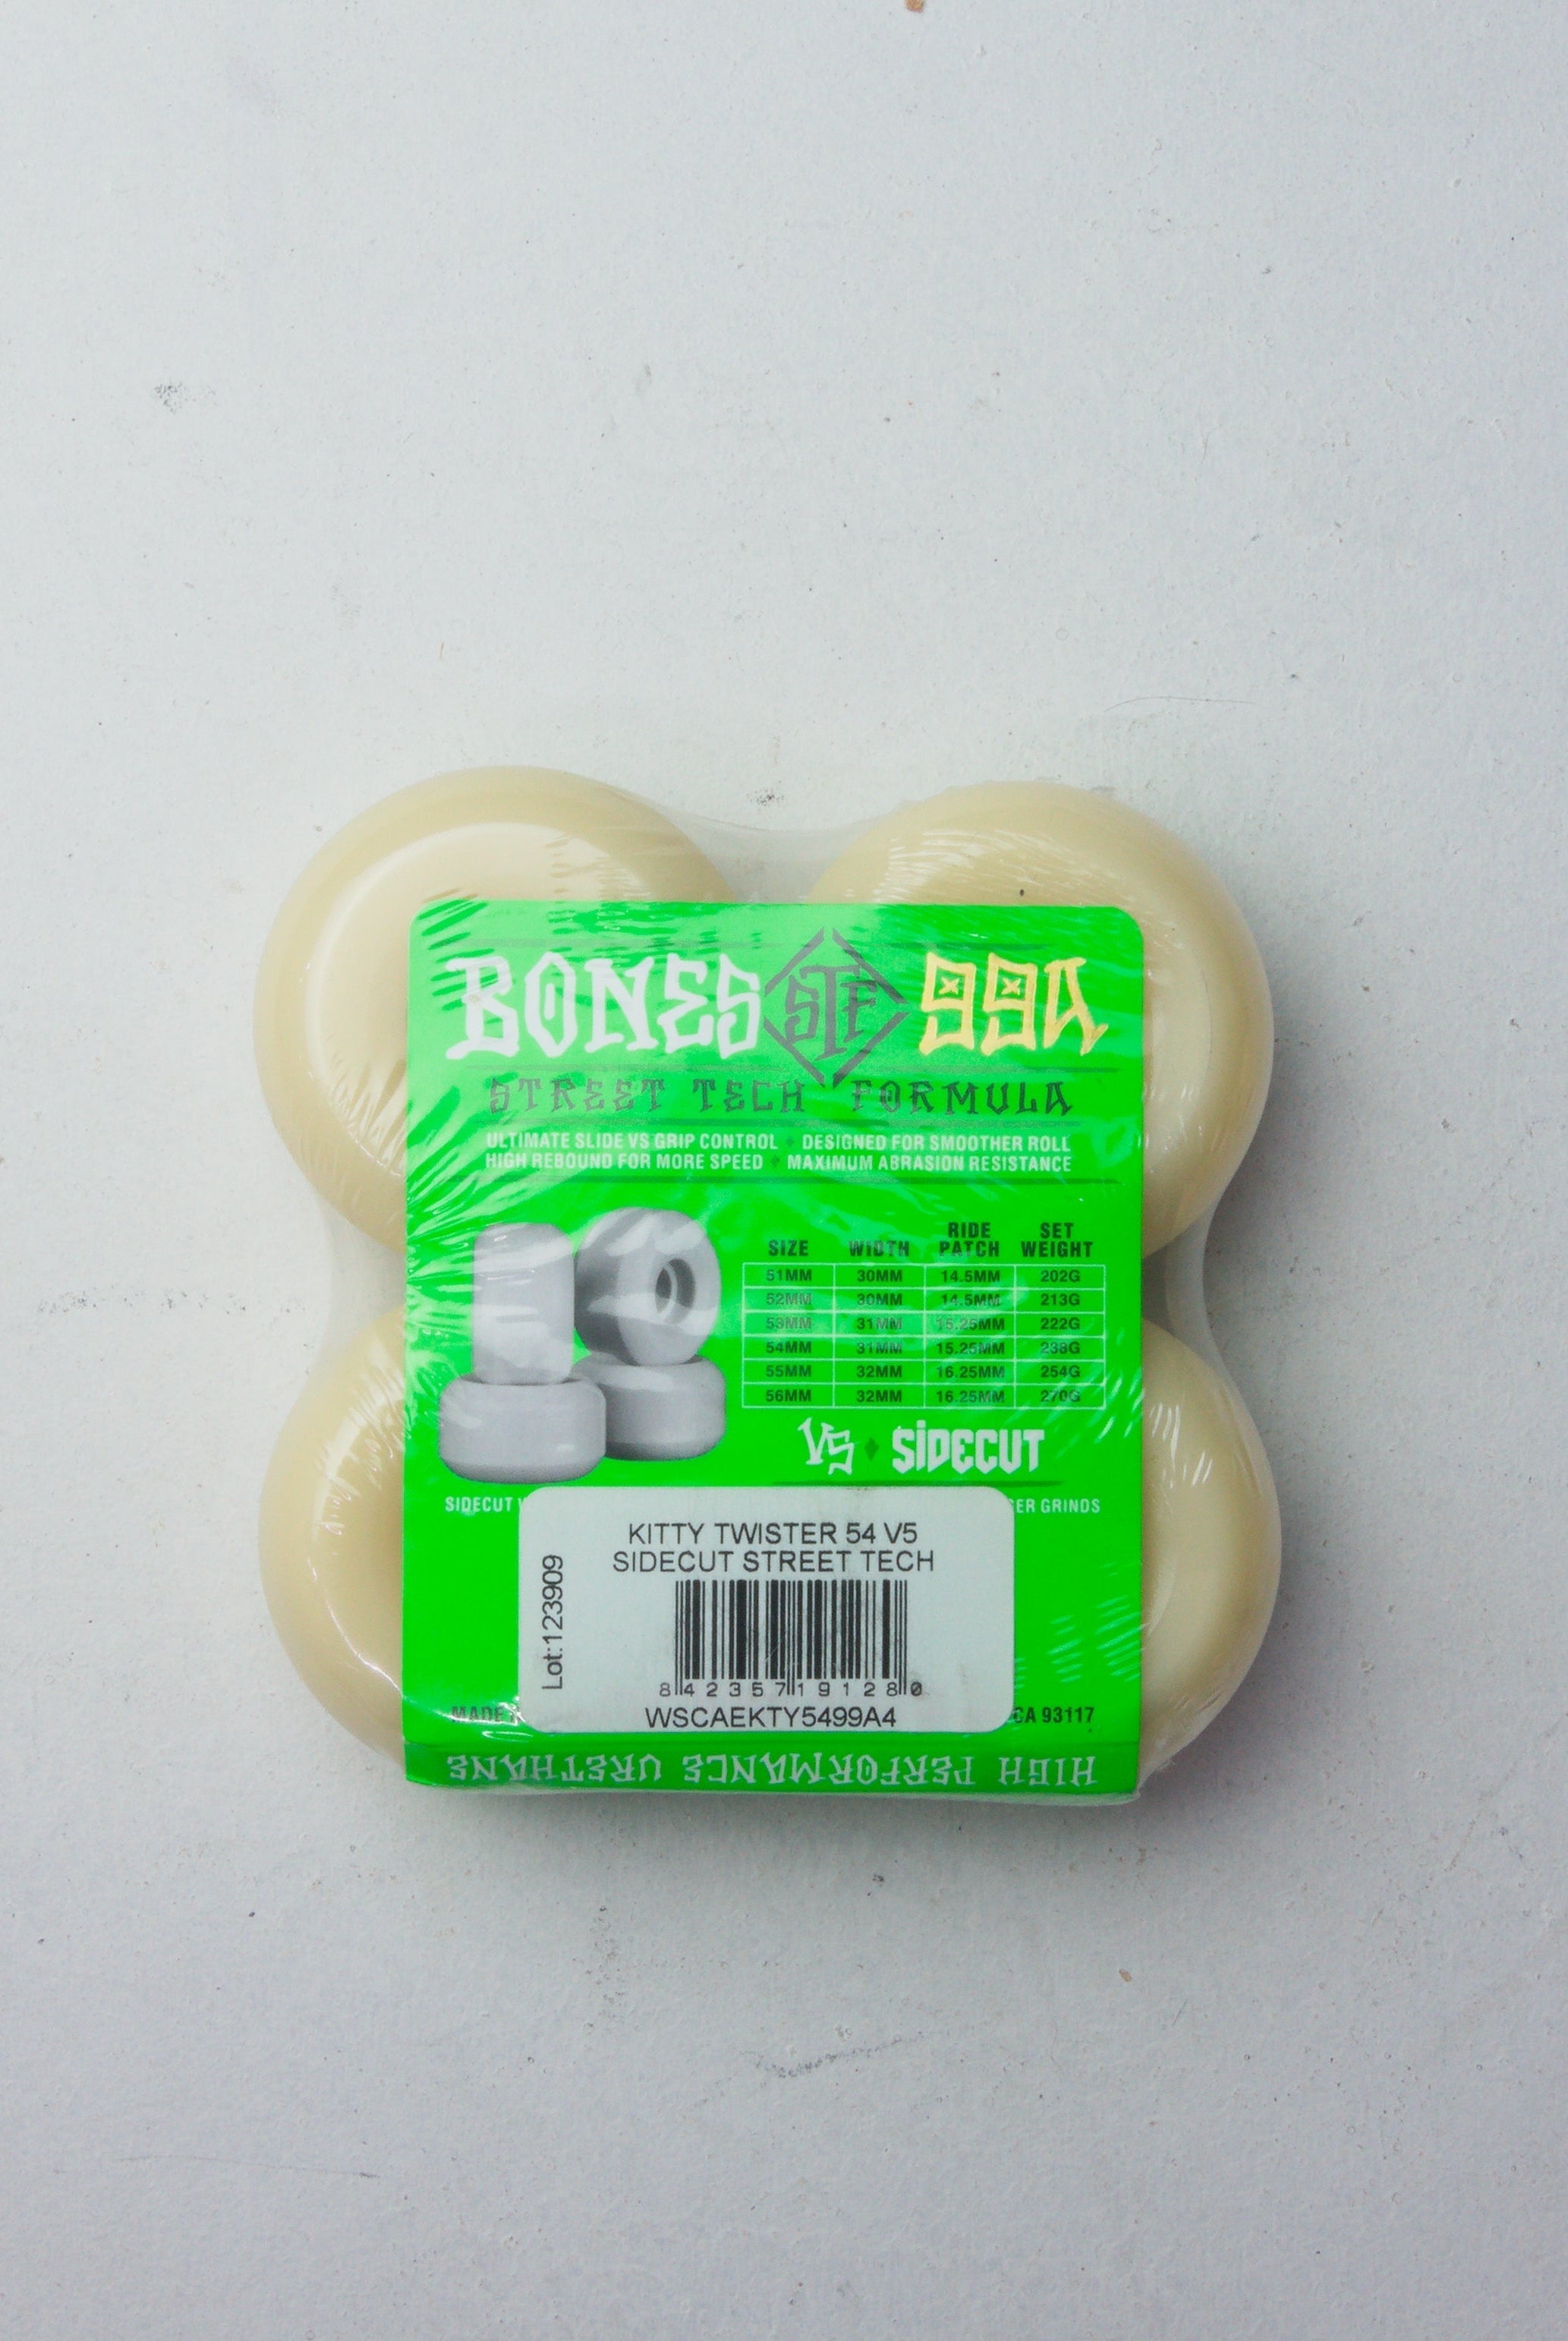 BONES STF 99A
STREET TECH FORMULA
ULTIMATE SLIDE VS GRIP CONTROL ♦ DESIGNED FOR SMOOTHER ROLL
HIGH REBOUND FOR MORE SPEED ♦ MAXIMUM ABRASION RESISTANCE
SIZE WIDTH RIDE PATCH SET WEIGHT
51MM 30MM 14.5MM 202G
52MM 30MM 14.5MM 213G
53MM 31MM 15.25MM 222G
54MM 31MM 15.25MM 238G
55MM 32MM 16.25MM 254G
56MM 32MM 16.25MM 270G
V5 ♦ SIDECUT
SIDECUT GRINDS
KITTY TWISTER 54 V5
SIDECUT STREET TECH
Lot:123909
8 42357 19128 0
WSCAEKTY5499A4
MADE CA 93117
HIGH PERFORMANCE URETHANE